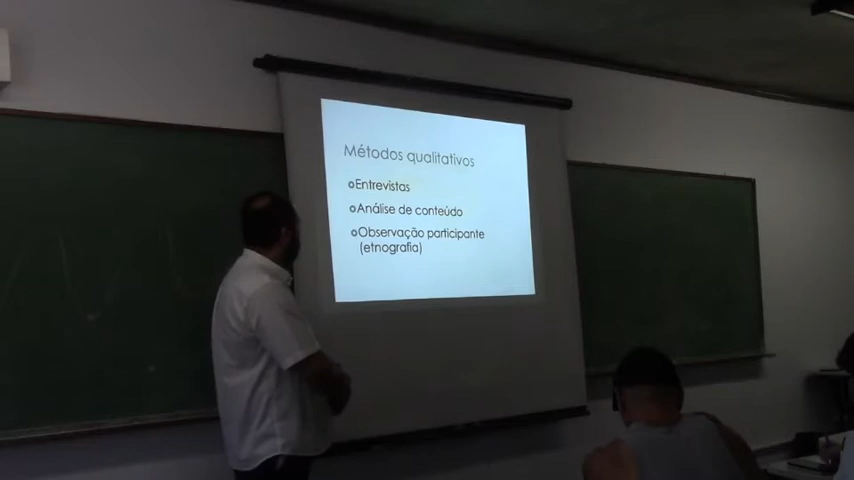 Métodos qualitativos
Entrevistas
Análise de conteúdo
Observação participante
(etnografia)